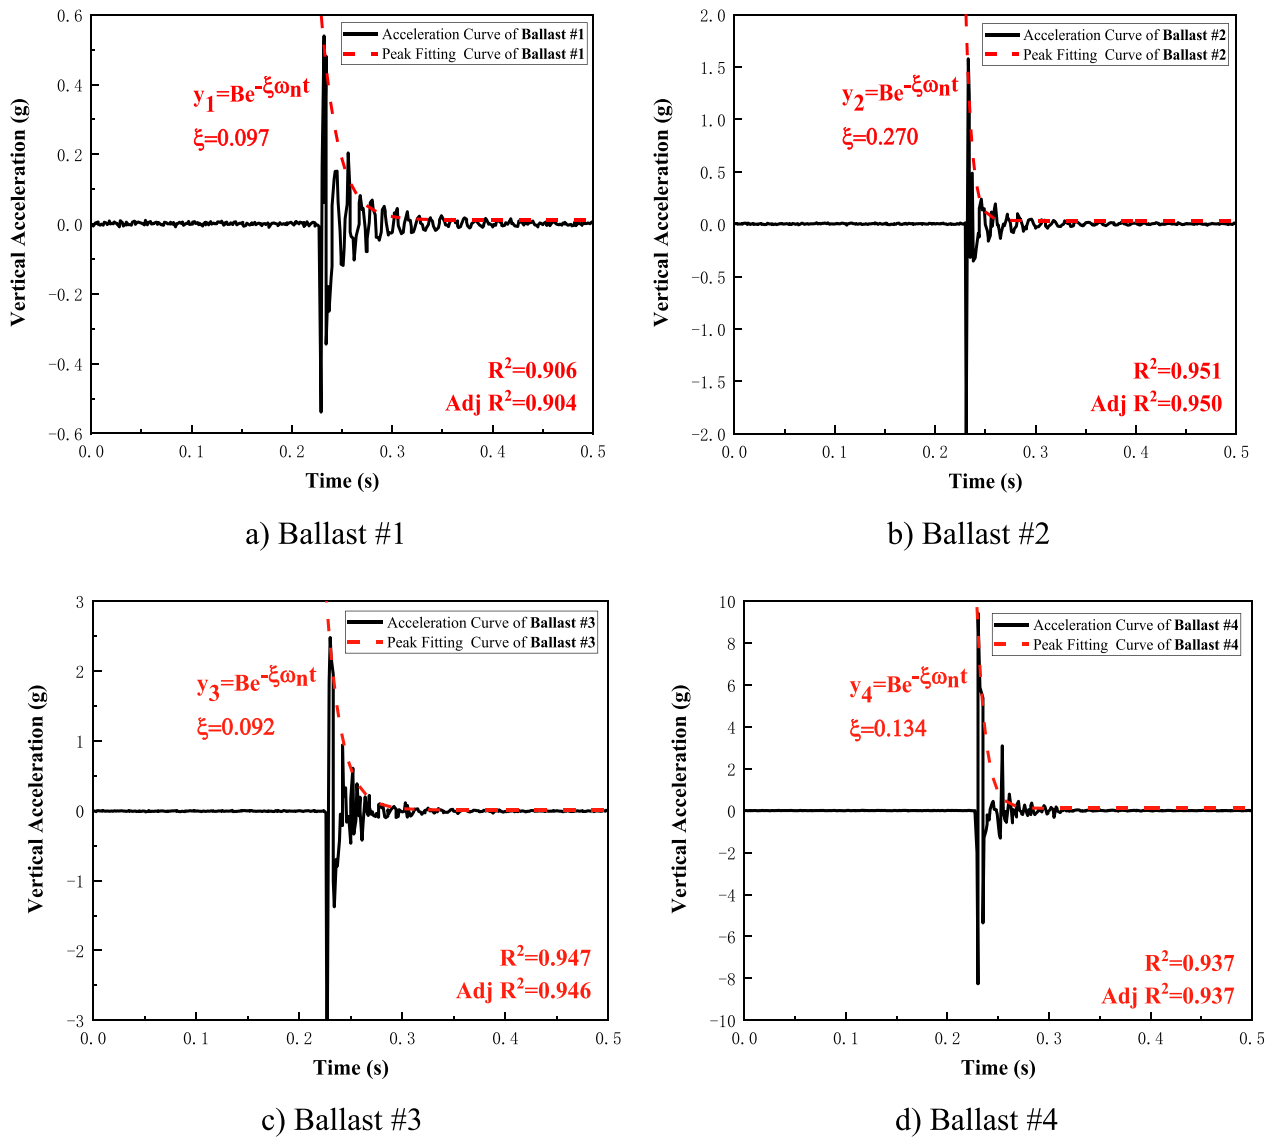 0.6
0.4
0.2
0.0
-0.2
-0.4
-0.6
Vertical Acceleration (g)
Acceleration Curve of Ballast #1
Peak Fitting Curve of Ballast #1
y1=Be-ξωnt
ξ=0.097
R2=0.906
Adj R2=0.904
0.0 0.1 0.2 0.3 0.4 0.5
Time (s)
a) Ballast #1
2.0
1.5
1.0
0.5
0.0
-0.5
-1.0
-1.5
-2.0
Vertical Acceleration (g)
Acceleration Curve of Ballast #2
Peak Fitting Curve of Ballast #2
y2=Be-ξωnt
ξ=0.270
R2=0.951
Adj R2=0.950
0.0 0.1 0.2 0.3 0.4 0.5
Time (s)
b) Ballast #2
3
2
1
0
-1
-2
-3
Vertical Acceleration (g)
Acceleration Curve of Ballast #3
Peak Fitting Curve of Ballast #3
y3=Be-ξωnt
ξ=0.092
R2=0.947
Adj R2=0.946
0.0 0.1 0.2 0.3 0.4 0.5
Time (s)
c) Ballast #3
10
8
6
4
2
0
-2
-4
-6
-8
-10
Vertical Acceleration (g)
Acceleration Curve of Ballast #4
Peak Fitting Curve of Ballast #4
y4=Be-ξωnt
ξ=0.134
R2=0.937
Adj R2=0.937
0.0 0.1 0.2 0.3 0.4 0.5
Time (s)
d) Ballast #4